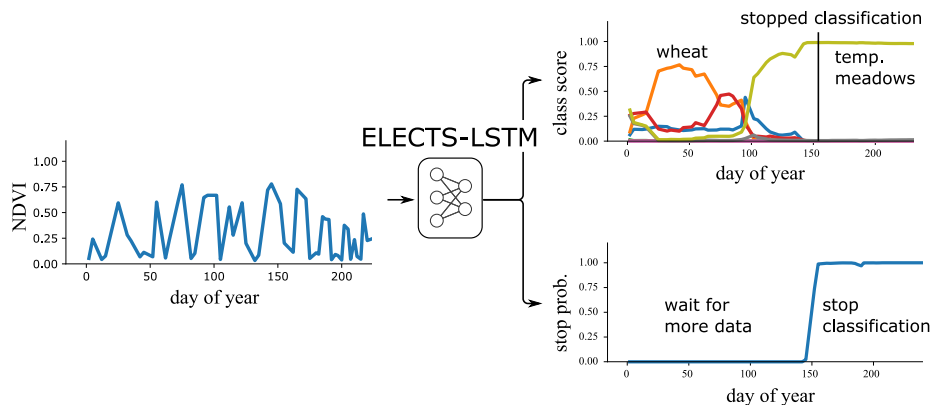 ELECTS-LSTM
NDVI
1.00
0.75
0.50
0.25
0.00
0
50
100
150
200
day of year
stopped classification
wheat
temp.
meadows
class score
1.00
0.75
0.50
0.25
0.00
0
50
100
150
200
day of year
stop prob.
1.00
0.75
0.50
0.25
0.00
wait for
more data
stop
classification
0
50
100
150
200
day of year